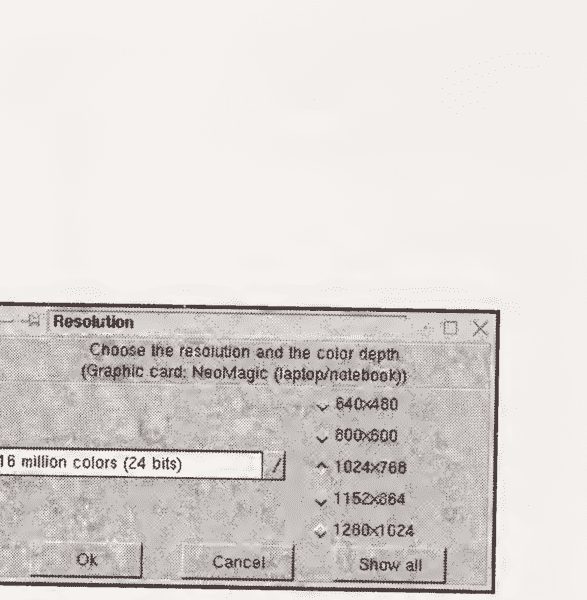 Resolution
Choose the resolution and the color depth
(Graphic card: NeoMagic (laptop/notebook))
640x480
800x600
16 million colors (24 bits)
1024x768
1152x864
1280x1024
Ok
Cancel
Show all